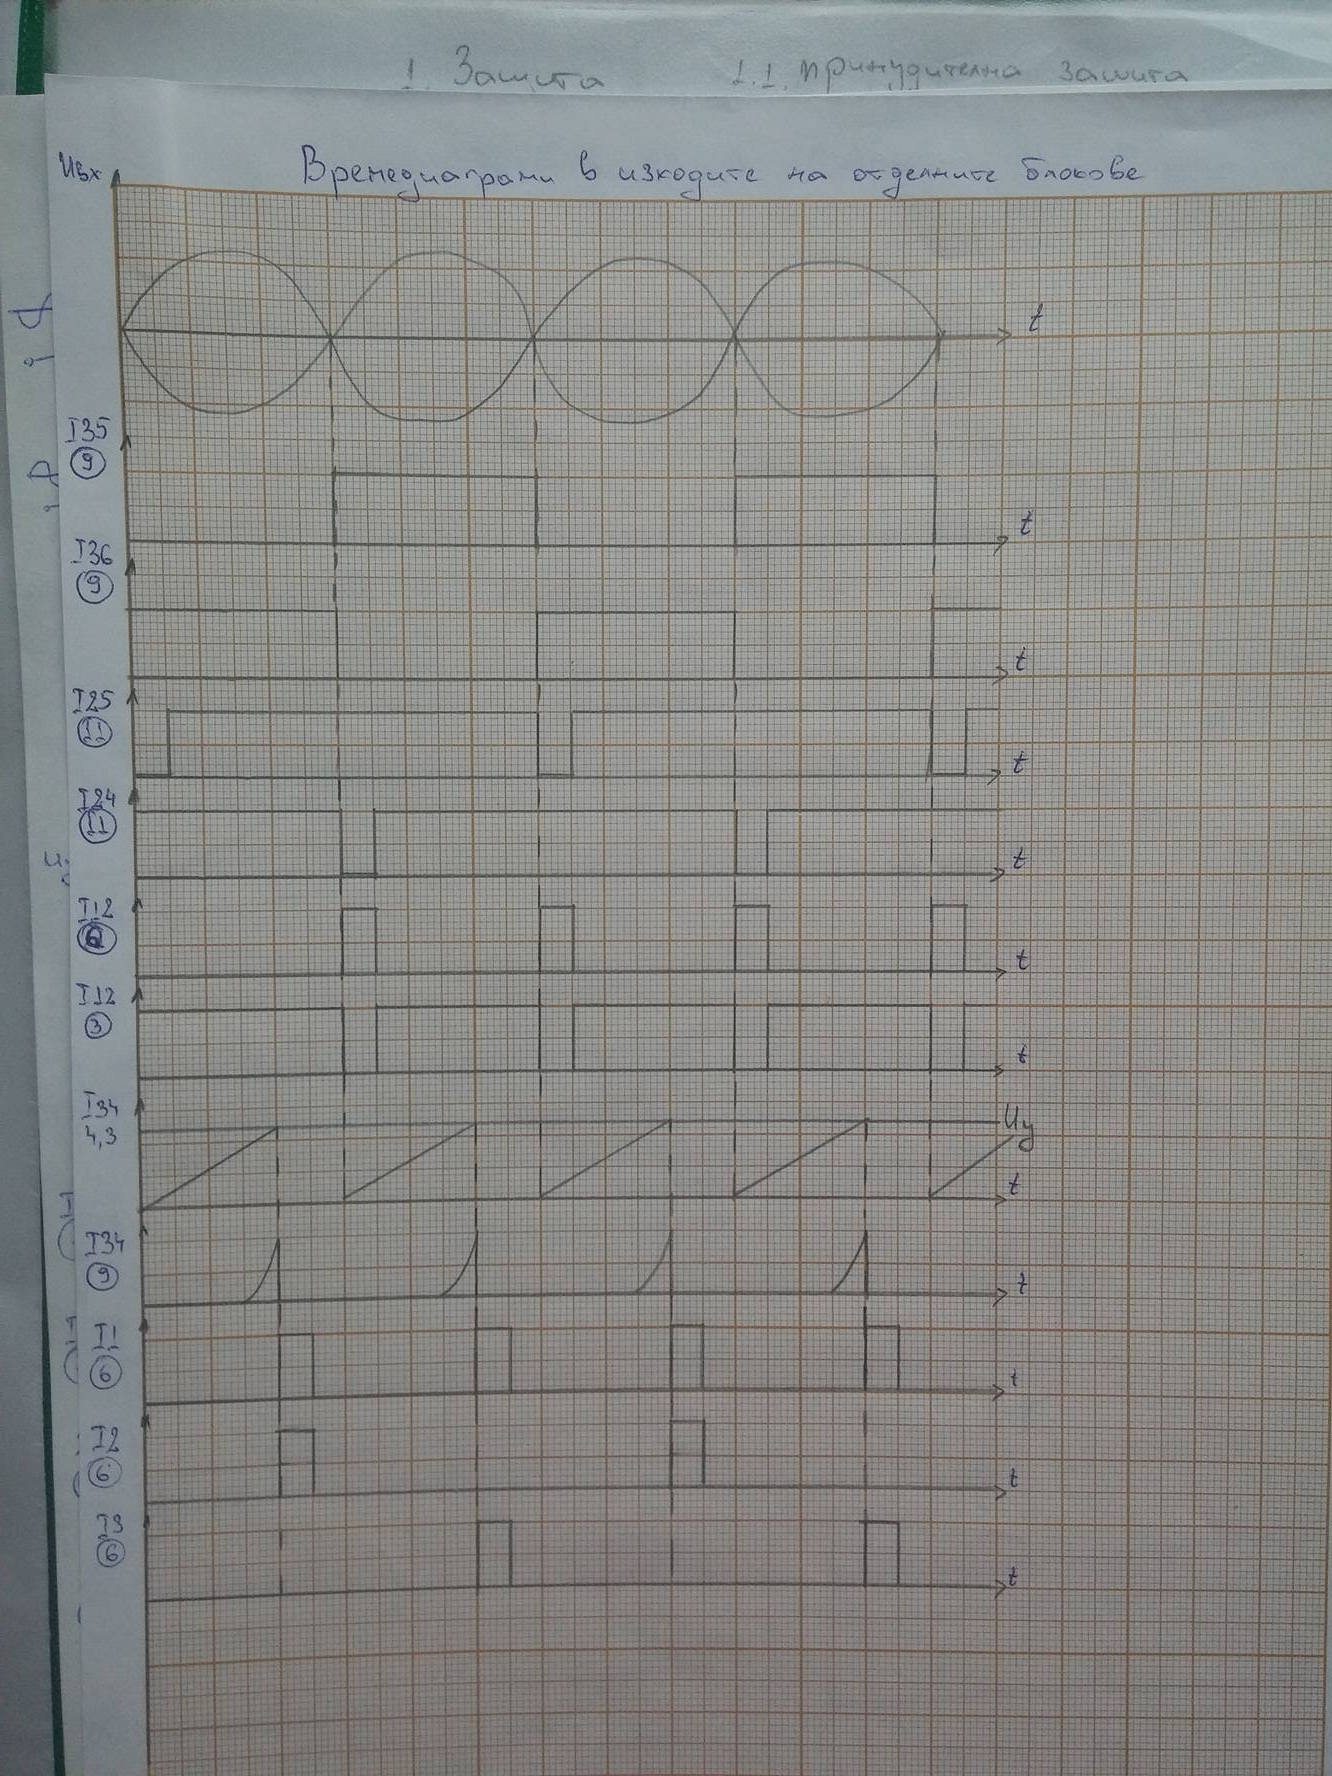 1. Защита 1.1. принудителна защита
Времедиаграми в изходите на отделните блокове
Uвх
t
I35
9
t
I36
9
t
I25
11
t
I24
11
t
I12
t
I12
3
t
I34
4,3
Uy
t
I34
9
t
I1
6
t
I2
6
t
I3
6
t